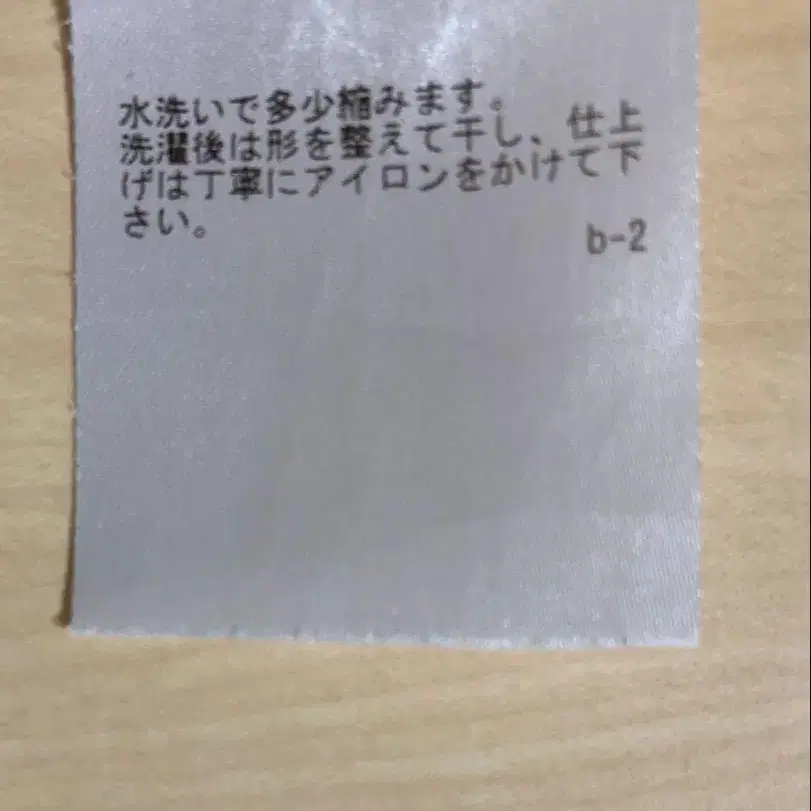 水洗いで多少縮みます。
洗濯後は形を整えて干し、仕上
げは丁寧にアイロンをかけて下
さい。
b-2